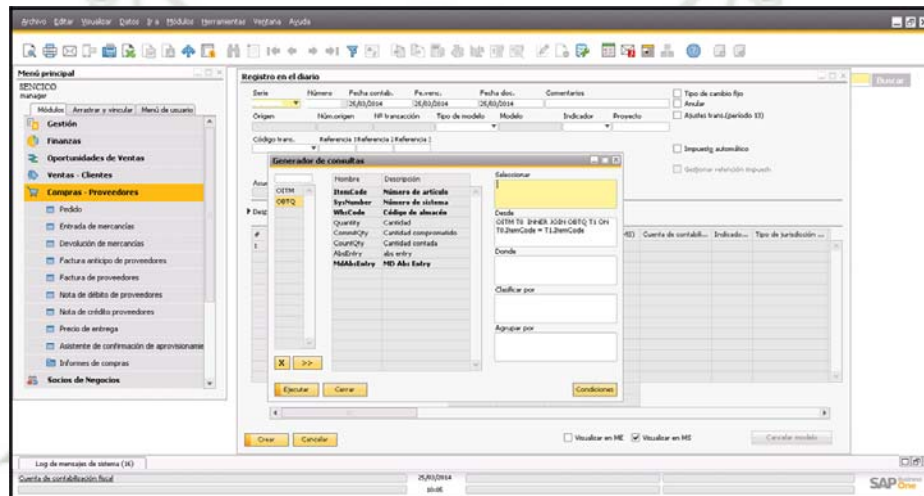 Archivo Editar Visualizar Datos Ir a Módulos Herramientas Ventana Ayuda
Menú principal
SENCICO
manager
Módulos Arrastrar y vincular Menú de usuario
Gestión
Finanzas
Oportunidades de Ventas
Ventas - Clientes
Compras - Proveedores
Pedido
Entrada de mercancías
Devolución de mercancías
Factura anticipo de proveedores
Factura de proveedores
Nota de débito de proveedores
Nota de crédito proveedores
Precio de entrega
Asistente de confirmación de aprovisionamie
Informes de compras
Socios de Negocios
Registro en el diario
Buscar
Serie Número Fecha contab. Fe.venc. Fecha doc. Comentarios
25/03/2014 25/03/2014 25/03/2014
Origen Núm.origen Nº transacción Tipo de modelo Modelo Indicador Proyecto
Código trans. Referencia 1 Referencia 2 Referencia 3
Tipo de cambio fijo
Anular
Ajustes trans.(período 13)
Impuesto automático
Gestionar retención impuesto
Generador de consultas
OITM
OBTQ
Nombre Descripción
ItemCode Número de artículo
SysNumber Número de sistema
WhsCode Código de almacén
Quantity Cantidad
CommitQty Cantidad comprometido
CountQty Cantidad contada
AbsEntry abs entry
MdAbsEntry MD Abs Entry
Seleccionar
Desde
OITM T0 INNER JOIN OBTQ T1 ON
T0.ItemCode = T1.ItemCode
Donde
Clasificar por
Agrupar por
X >>
Ejecutar Cerrar Condiciones
# 
1
Cuenta de contabili... Indicado... Tipo de jurisdicción ...
Crear Cancelar
Visualizar en ME Visualizar en MS
Cancelar modelo
Log de mensajes de sistema (16)
Cuenta de contabilización fiscal
25/03/2014
10:05
SAP Business One